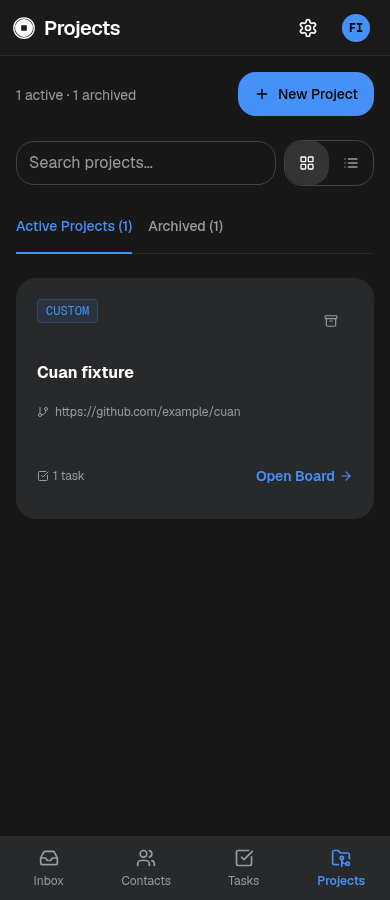 Projects
FI
1 active · 1 archived
New Project
Search projects...
Active Projects (1)
Archived (1)
CUSTOM
Cuan fixture
https://github.com/example/cuan
1 task
Open Board
Inbox
Contacts
Tasks
Projects